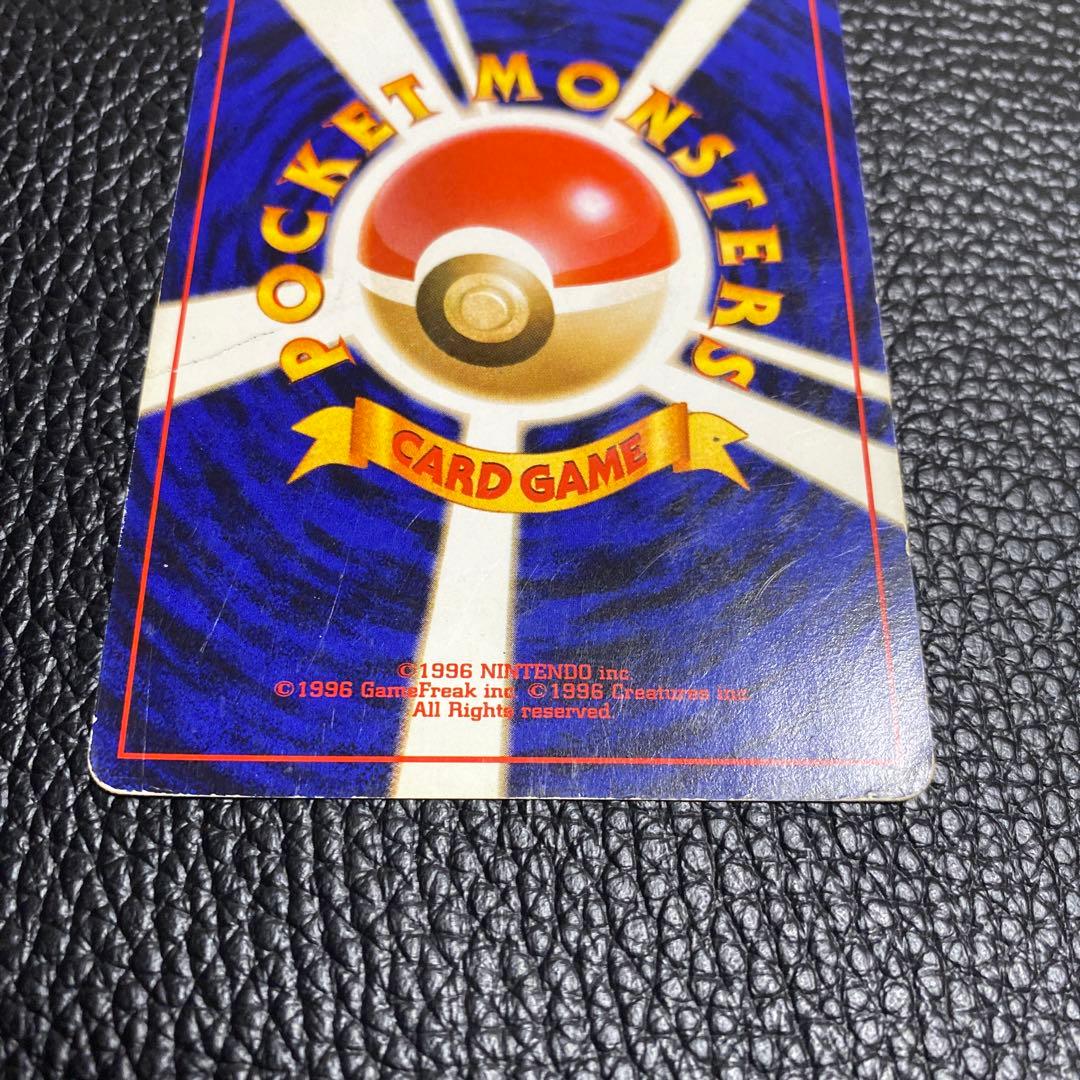 POCKET MONSTERS
CARD GAME
©1996 NINTENDO inc.
©1996 GameFreak inc. ©1996 Creatures inc.
All Rights reserved.